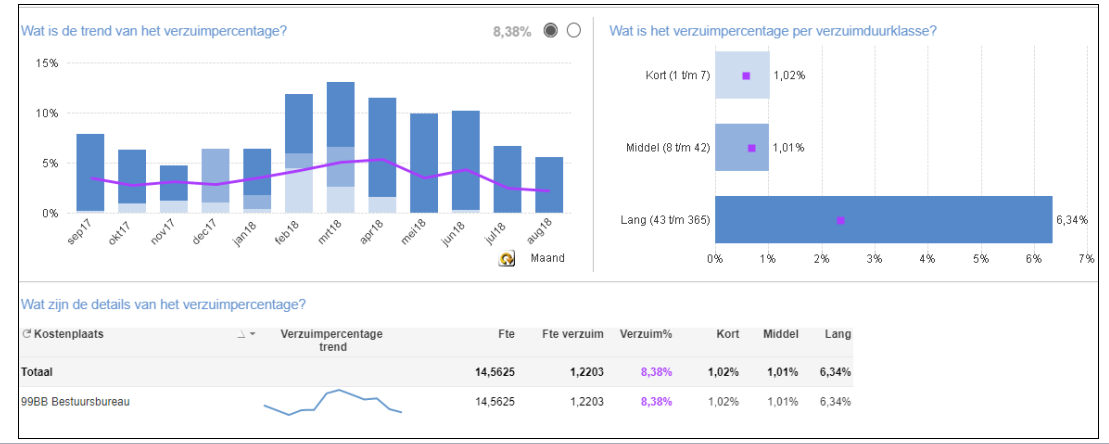 Wat is de trend van het verzuimpercentage?
8,38%
15%
10%
5%
0%
sep17 okt17 nov17 dec17 jan18 feb18 mrt18 apr18 mei18 jun18 jul18 aug18
Maand
Wat is het verzuimpercentage per verzuimduurklasse?
Kort (1 t/m 7) 1,02%
Middel (8 t/m 42) 1,01%
Lang (43 t/m 365) 6,34%
0% 1% 2% 3% 4% 5% 6% 7%
Wat zijn de details van het verzuimpercentage?
Kostenplaats Verzuimpercentage trend Fte Fte verzuim Verzuim% Kort Middel Lang
Totaal 14,5625 1,2203 8,38% 1,02% 1,01% 6,34%
99BB Bestuursbureau 14,5625 1,2203 8,38% 1,02% 1,01% 6,34%